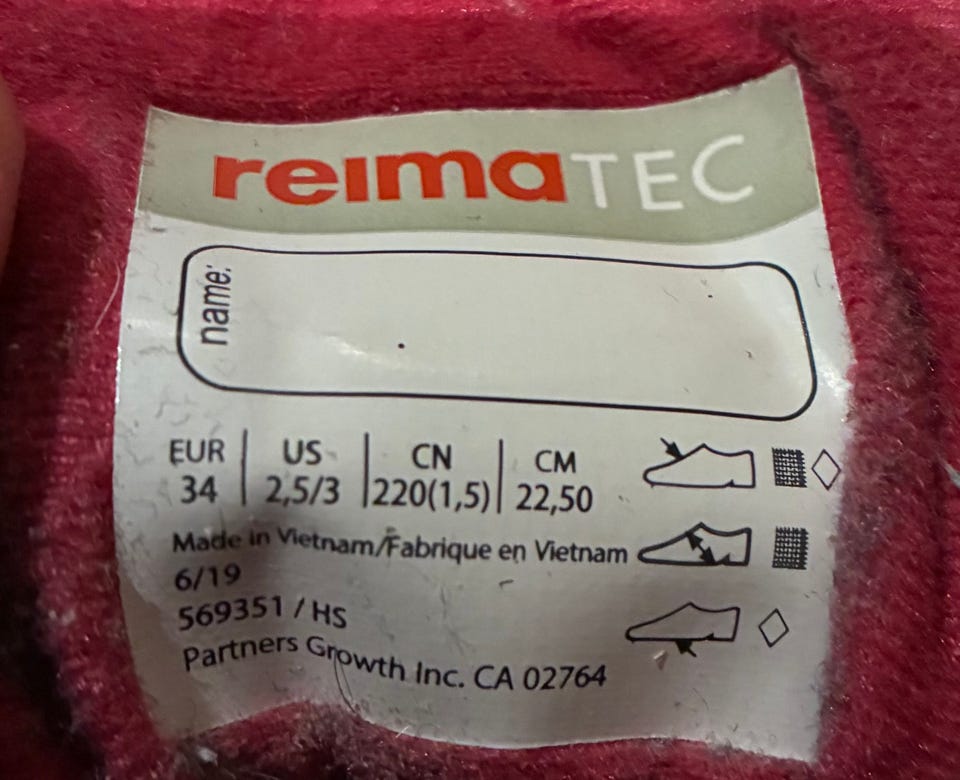 reimaTEC
name:
EUR US CN CM
34 2,5/3 220(1,5) 22,50
Made in Vietnam/Fabrique en Vietnam
6/19
569351 / HS
Partners Growth Inc. CA 02764